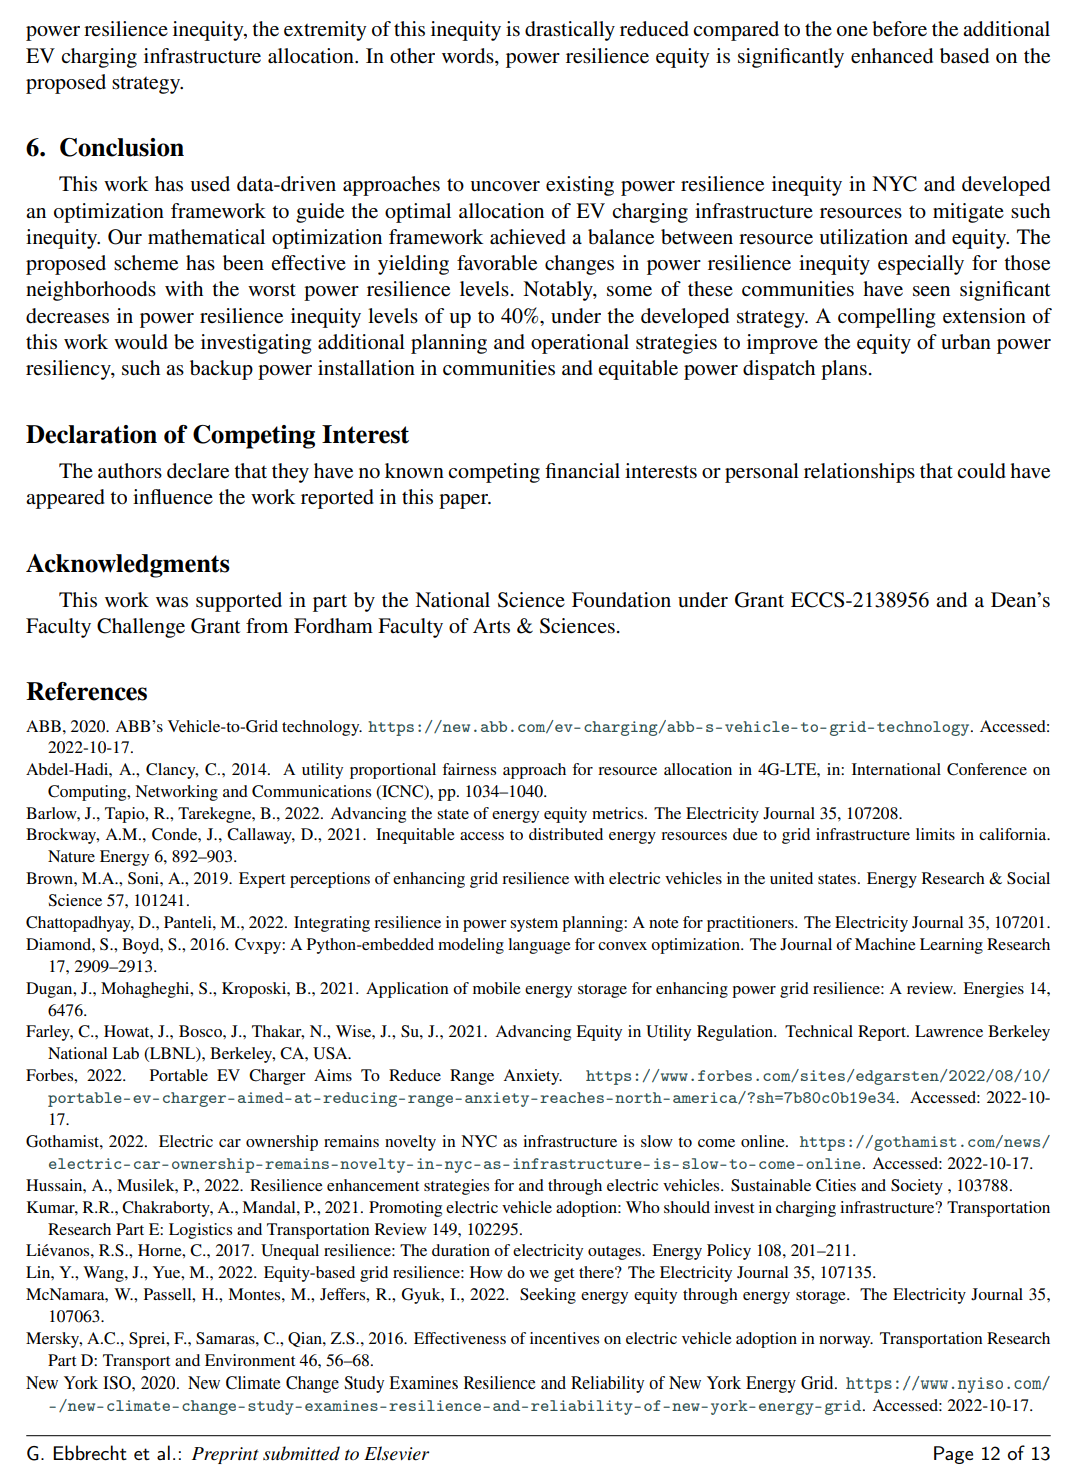 power resilience inequity, the extremity of this inequity is drastically reduced compared to the one before the additional
EV charging infrastructure allocation. In other words, power resilience equity is significantly enhanced based on the
proposed strategy.
6. Conclusion
This work has used data-driven approaches to uncover existing power resilience inequity in NYC and developed
an optimization framework to guide the optimal allocation of EV charging infrastructure resources to mitigate such
inequity. Our mathematical optimization framework achieved a balance between resource utilization and equity. The
proposed scheme has been effective in yielding favorable changes in power resilience inequity especially for those
neighborhoods with the worst power resilience levels. Notably, some of these communities have seen significant
decreases in power resilience inequity levels of up to 40%, under the developed strategy. A compelling extension of
this work would be investigating additional planning and operational strategies to improve the equity of urban power
resiliency, such as backup power installation in communities and equitable power dispatch plans.
Declaration of Competing Interest
The authors declare that they have no known competing financial interests or personal relationships that could have
appeared to influence the work reported in this paper.
Acknowledgments
This work was supported in part by the National Science Foundation under Grant ECCS-2138956 and a Dean's
Faculty Challenge Grant from Fordham Faculty of Arts & Sciences.
References
ABB, 2020. ABB's Vehicle-to-Grid technology. https://new.abb.com/ev-charging/abb-s-vehicle-to-grid-technology. Accessed:
2022-10-17.
Abdel-Hadi, A., Clancy, C., 2014. A utility proportional fairness approach for resource allocation in 4G-LTE, in: International Conference on
Computing, Networking and Communications (ICNC), pp. 1034–1040.
Barlow, J., Tapio, R., Tarekegne, B., 2022. Advancing the state of energy equity metrics. The Electricity Journal 35, 107208.
Brockway, A.M., Conde, J., Callaway, D., 2021. Inequitable access to distributed energy resources due to grid infrastructure limits in california.
Nature Energy 6, 892–903.
Brown, M.A., Soni, A., 2019. Expert perceptions of enhancing grid resilience with electric vehicles in the united states. Energy Research & Social
Science 57, 101241.
Chattopadhyay, D., Panteli, M., 2022. Integrating resilience in power system planning: A note for practitioners. The Electricity Journal 35, 107201.
Diamond, S., Boyd, S., 2016. Cvxpy: A Python-embedded modeling language for convex optimization. The Journal of Machine Learning Research
17, 2909–2913.
Dugan, J., Mohagheghi, S., Kroposki, B., 2021. Application of mobile energy storage for enhancing power grid resilience: A review. Energies 14,
6476.
Farley, C., Howat, J., Bosco, J., Thakar, N., Wise, J., Su, J., 2021. Advancing Equity in Utility Regulation. Technical Report. Lawrence Berkeley
National Lab (LBNL), Berkeley, CA, USA.
Forbes, 2022. Portable EV Charger Aims To Reduce Range Anxiety. https://www.forbes.com/sites/edgarsten/2022/08/10/
portable-ev-charger-aimed-at-reducing-range-anxiety-reaches-north-america/?sh=7b80c0b19e34. Accessed: 2022-10-
17.
Gothamist, 2022. Electric car ownership remains novelty in NYC as infrastructure is slow to come online. https://gothamist.com/news/
electric-car-ownership-remains-novelty-in-nyc-as-infrastructure-is-slow-to-come-online. Accessed: 2022-10-17.
Hussain, A., Musilek, P., 2022. Resilience enhancement strategies for and through electric vehicles. Sustainable Cities and Society , 103788.
Kumar, R.R., Chakraborty, A., Mandal, P., 2021. Promoting electric vehicle adoption: Who should invest in charging infrastructure? Transportation
Research Part E: Logistics and Transportation Review 149, 102295.
Liévanos, R.S., Horne, C., 2017. Unequal resilience: The duration of electricity outages. Energy Policy 108, 201–211.
Lin, Y., Wang, J., Yue, M., 2022. Equity-based grid resilience: How do we get there? The Electricity Journal 35, 107135.
McNamara, W., Passell, H., Montes, M., Jeffers, R., Gyuk, I., 2022. Seeking energy equity through energy storage. The Electricity Journal 35,
107063.
Mersky, A.C., Sprei, F., Samaras, C., Qian, Z.S., 2016. Effectiveness of incentives on electric vehicle adoption in norway. Transportation Research
Part D: Transport and Environment 46, 56–68.
New York ISO, 2020. New Climate Change Study Examines Resilience and Reliability of New York Energy Grid. https://www.nyiso.com/
-/new-climate-change-study-examines-resilience-and-reliability-of-new-york-energy-grid. Accessed: 2022-10-17.
G. Ebbrecht et al.: Preprint submitted to Elsevier Page 12 of 13